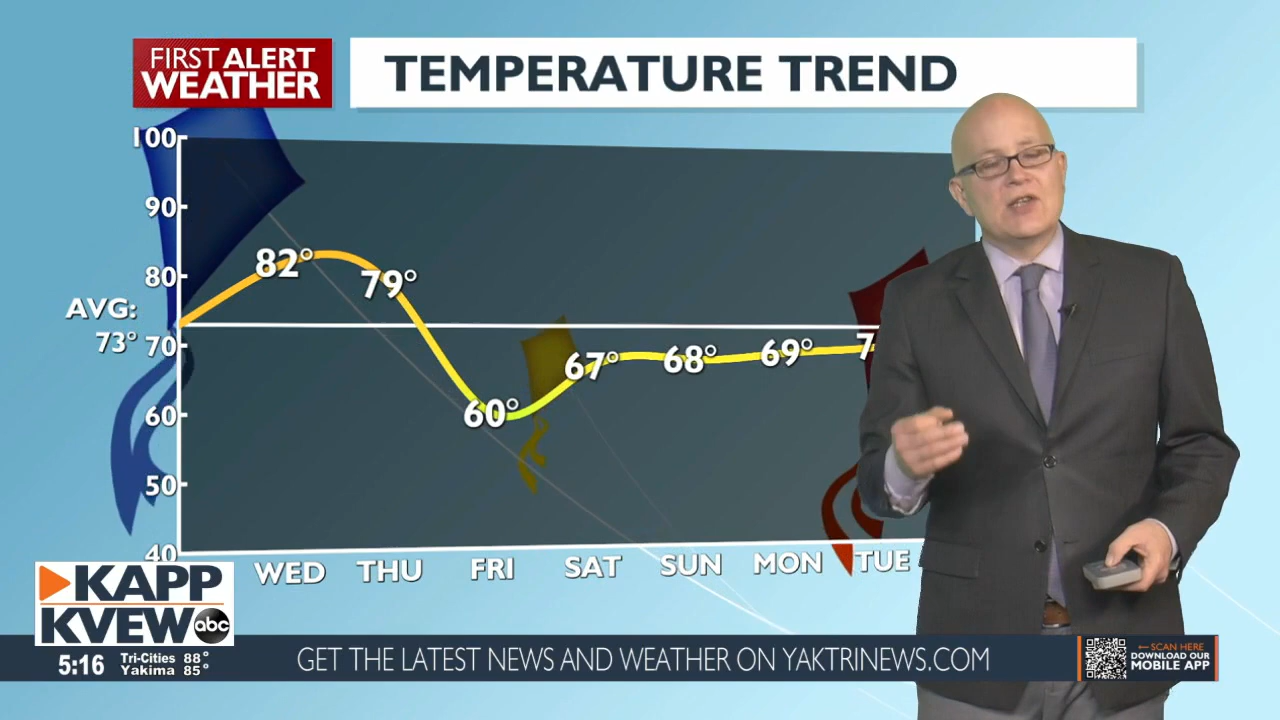 FIRST ALERT
WEATHER
TEMPERATURE TREND
100
90
80
AVG:
73°
70
60
50
40
82°
79°
60°
67°
68°
69°
7
WED THU FRI SAT SUN MON TUE
KAPP
KVEW abc
5:16
Tri-Cities 88°
Yakima 85°
GET THE LATEST NEWS AND WEATHER ON YAKTRINEWS.COM
SCAN HERE
DOWNLOAD OUR
MOBILE APP